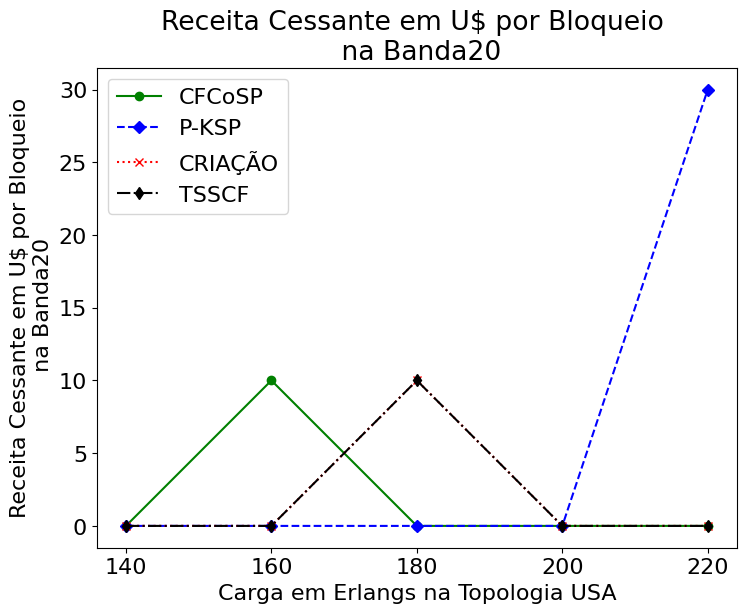 Receita Cessante em U$ por Bloqueio
na Banda20
CFCoSP
P-KSP
CRIAÇÃO
TSSCF
Receita Cessante em U$ por Bloqueio
na Banda20
30
25
20
15
10
5
0
140 160 180 200 220
Carga em Erlangs na Topologia USA